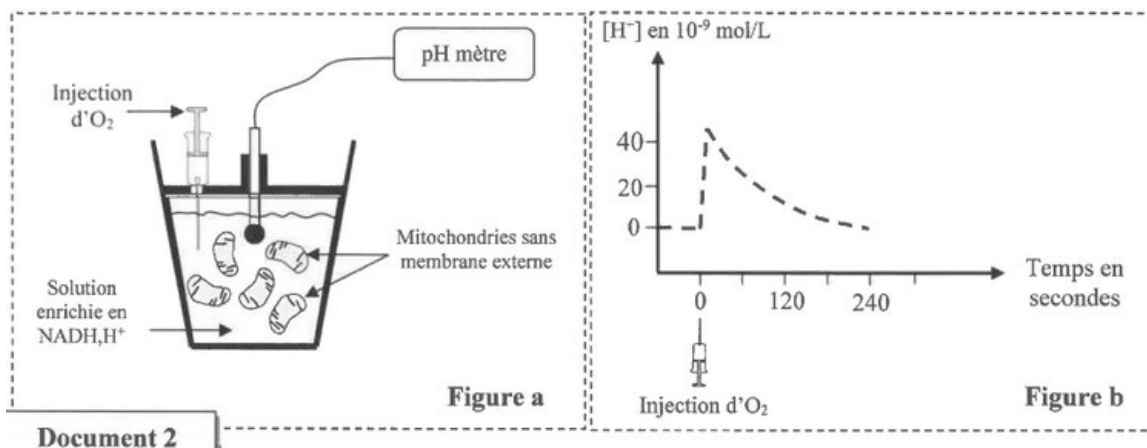 pH mètre
Injection
d'O₂
Mitochondries sans
membrane externe
Solution
enrichie en
NADH,H⁺
Figure a
Document 2
[H⁺] en 10⁻⁹ mol/L
40
20
0
0
120
240
Temps en
secondes
Injection d'O₂
Figure b